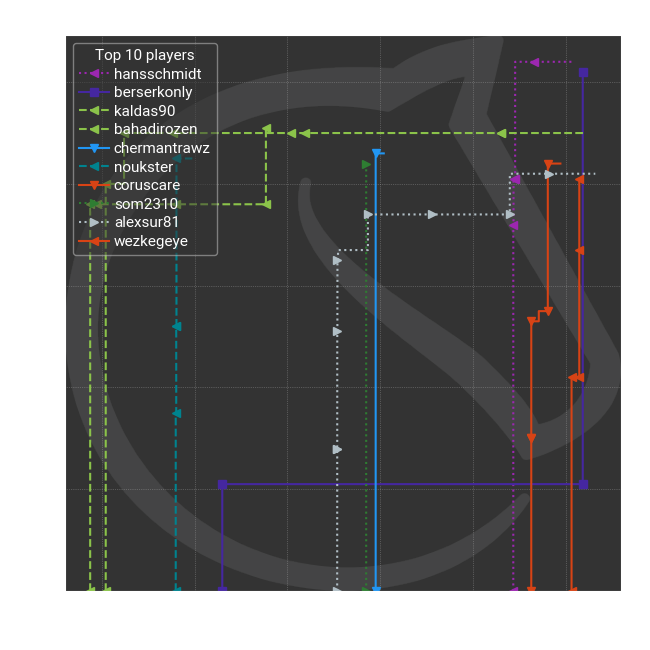 Top 10 players
hansschmidt
berserkonly
kaldas90
bahadirozen
chermantrawz
noukster
coruscare
som2310
alexsur81
wezkegeye